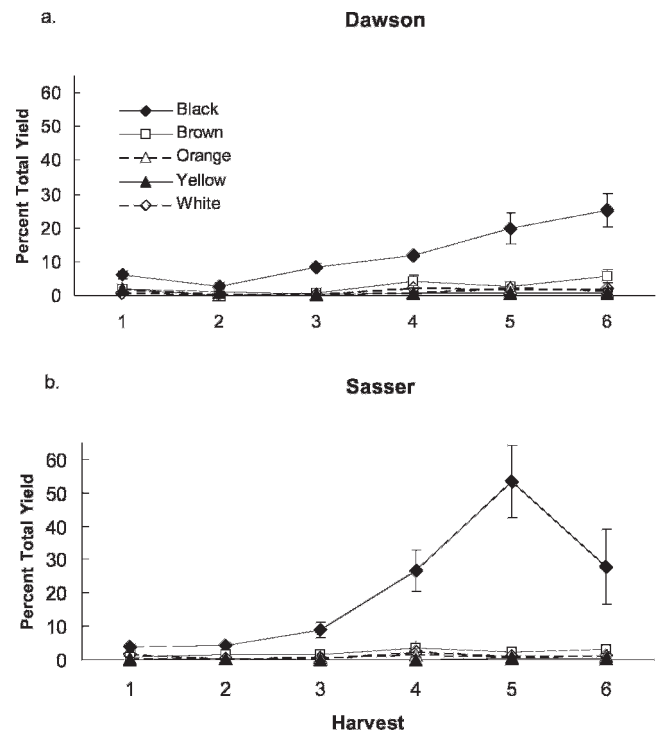 a.
Dawson
Percent Total Yield
60
50
40
30
20
10
0
Black
Brown
Orange
Yellow
White
1 2 3 4 5 6
b.
Sasser
Percent Total Yield
60
50
40
30
20
10
0
1 2 3 4 5 6
Harvest